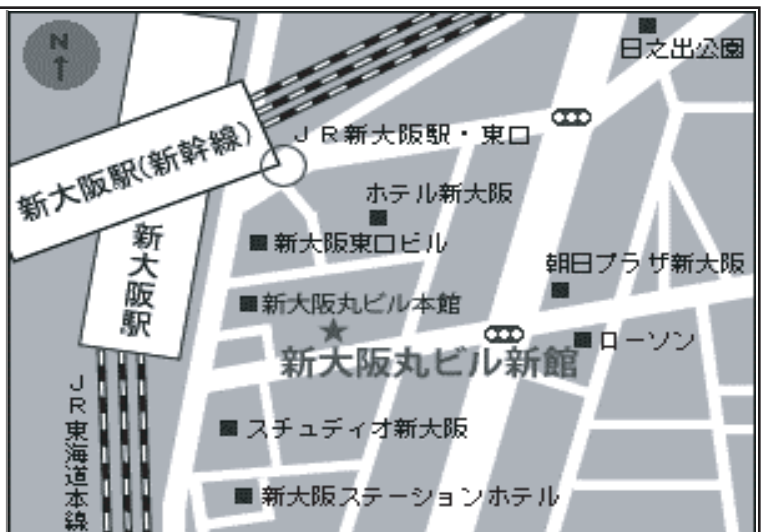 N
日之出公園
JR新大阪駅・東口
新大阪駅(新幹線)
ホテル新大阪
新大阪駅
新大阪東口ビル
朝日プラザ新大阪
新大阪丸ビル本館
ローソン
新大阪丸ビル新館
JR東海道本線
スチュディオ新大阪
新大阪ステーションホテル